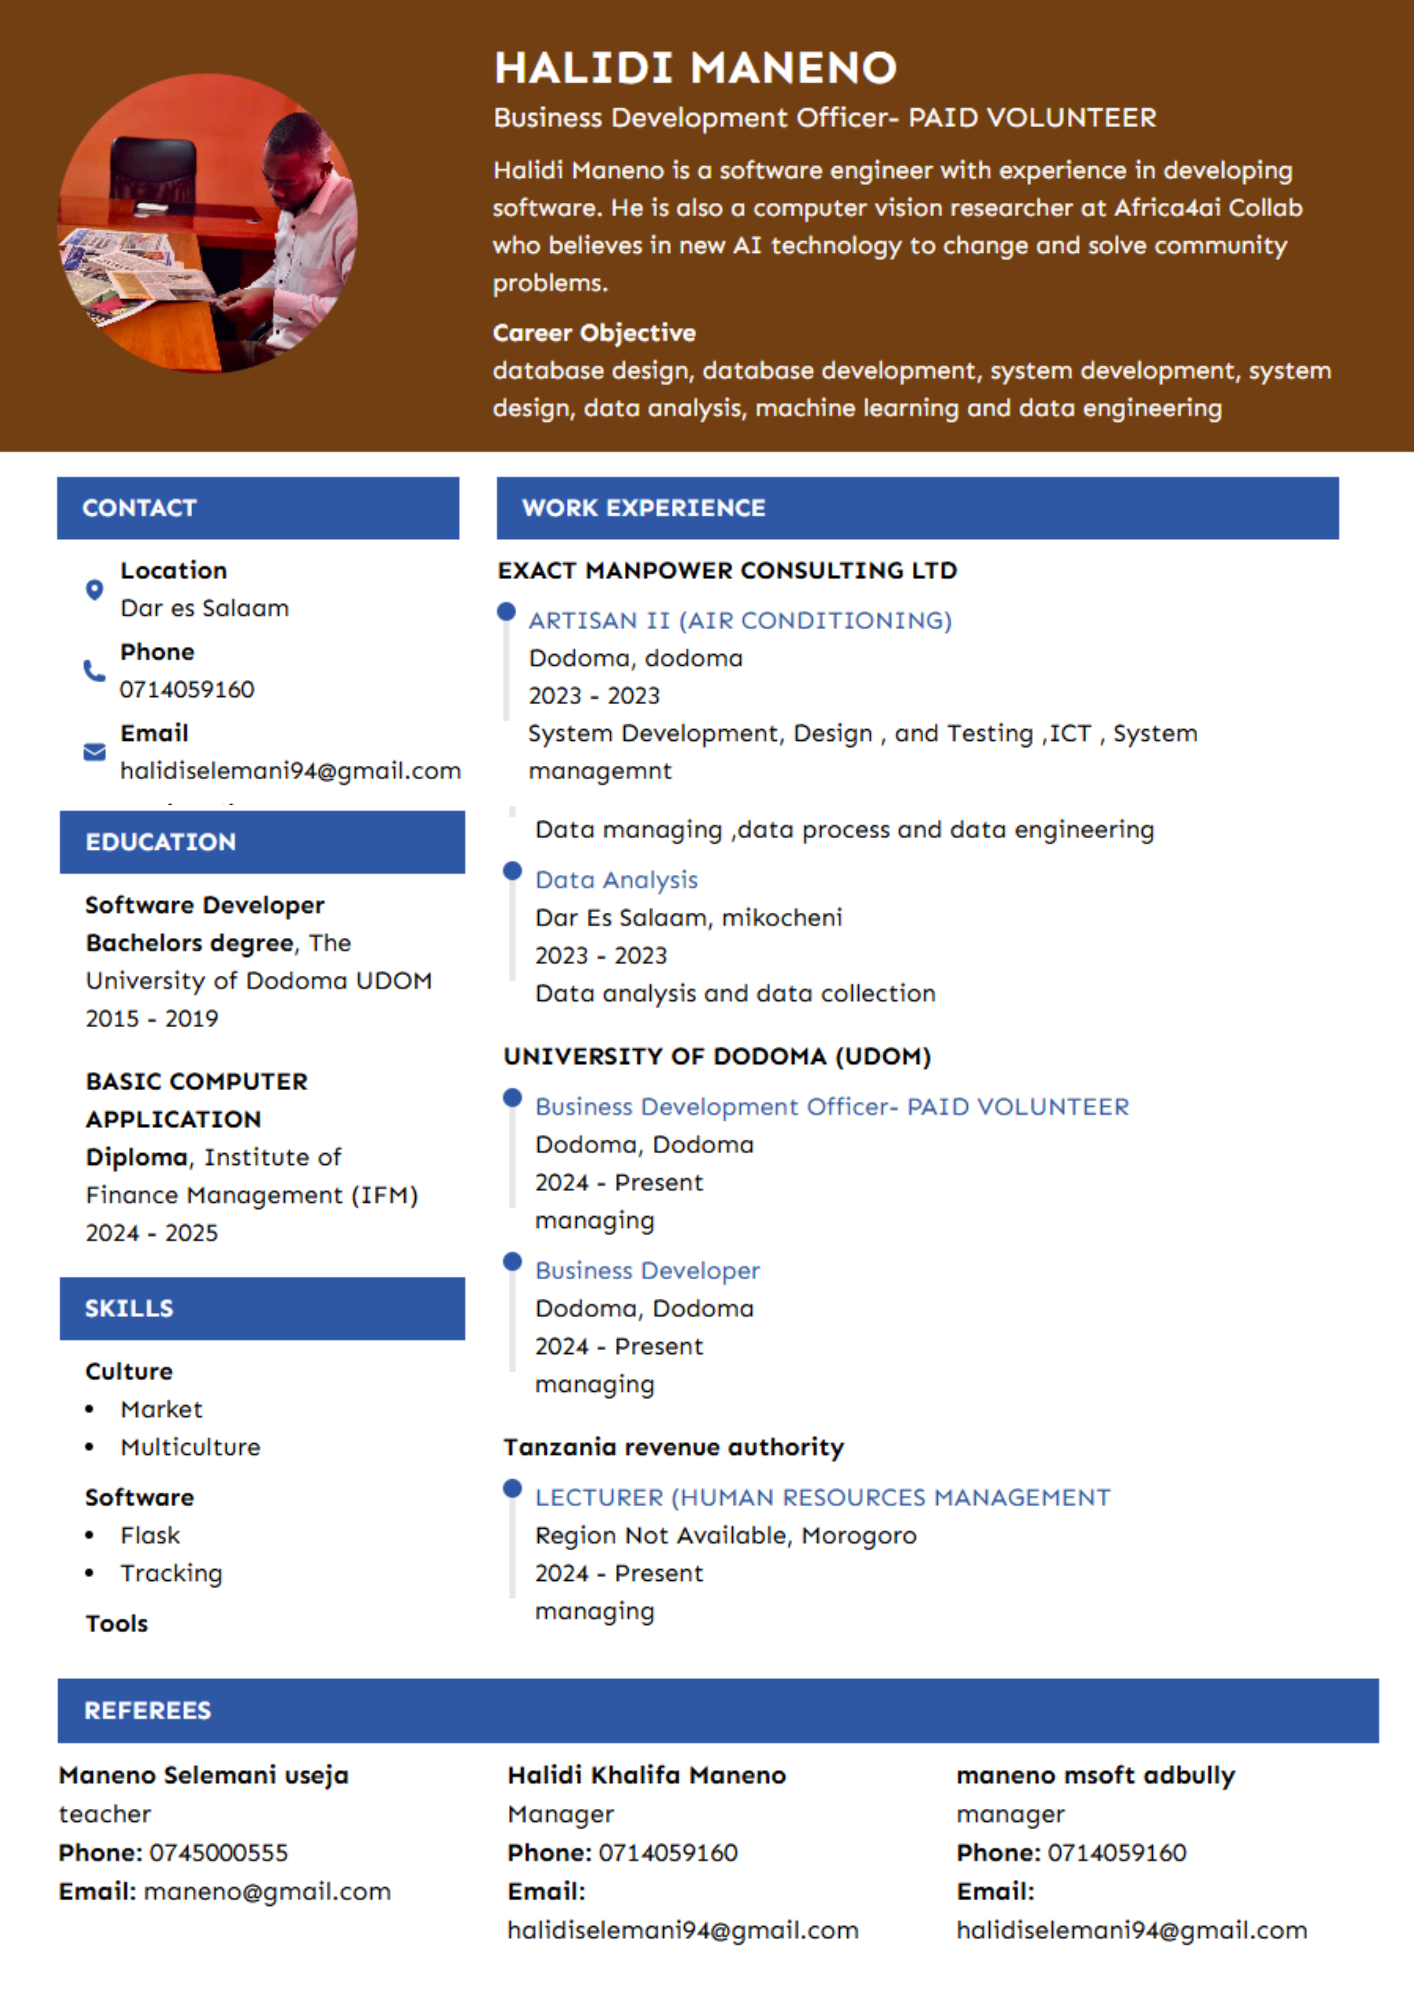 HALIDI MANENO
Business Development Officer- PAID VOLUNTEER
Halidi Maneno is a software engineer with experience in developing
software. He is also a computer vision researcher at Africa4ai Collab
who believes in new AI technology to change and solve community
problems.
Career Objective
database design, database development, system development, system
design, data analysis, machine learning and data engineering
CONTACT
Location
Dar es Salaam
Phone
0714059160
Email
halidiselemani94@gmail.com
EDUCATION
Software Developer
Bachelors degree, The
University of Dodoma UDOM
2015 - 2019
BASIC COMPUTER
APPLICATION
Diploma, Institute of
Finance Management (IFM)
2024 - 2025
SKILLS
Culture
• Market
• Multiculture
Software
• Flask
• Tracking
Tools
WORK EXPERIENCE
EXACT MANPOWER CONSULTING LTD
ARTISAN II (AIR CONDITIONING)
Dodoma, dodoma
2023 - 2023
System Development, Design , and Testing ,ICT , System
managemnt
Data managing ,data process and data engineering
Data Analysis
Dar Es Salaam, mikocheni
2023 - 2023
Data analysis and data collection
UNIVERSITY OF DODOMA (UDOM)
Business Development Officer- PAID VOLUNTEER
Dodoma, Dodoma
2024 - Present
managing
Business Developer
Dodoma, Dodoma
2024 - Present
managing
Tanzania revenue authority
LECTURER (HUMAN RESOURCES MANAGEMENT
Region Not Available, Morogoro
2024 - Present
managing
REFEREES
Maneno Selemani useja
teacher
Phone: 0745000555
Email: maneno@gmail.com
Halidi Khalifa Maneno
Manager
Phone: 0714059160
Email:
halidiselemani94@gmail.com
maneno msoft adbully
manager
Phone: 0714059160
Email:
halidiselemani94@gmail.com